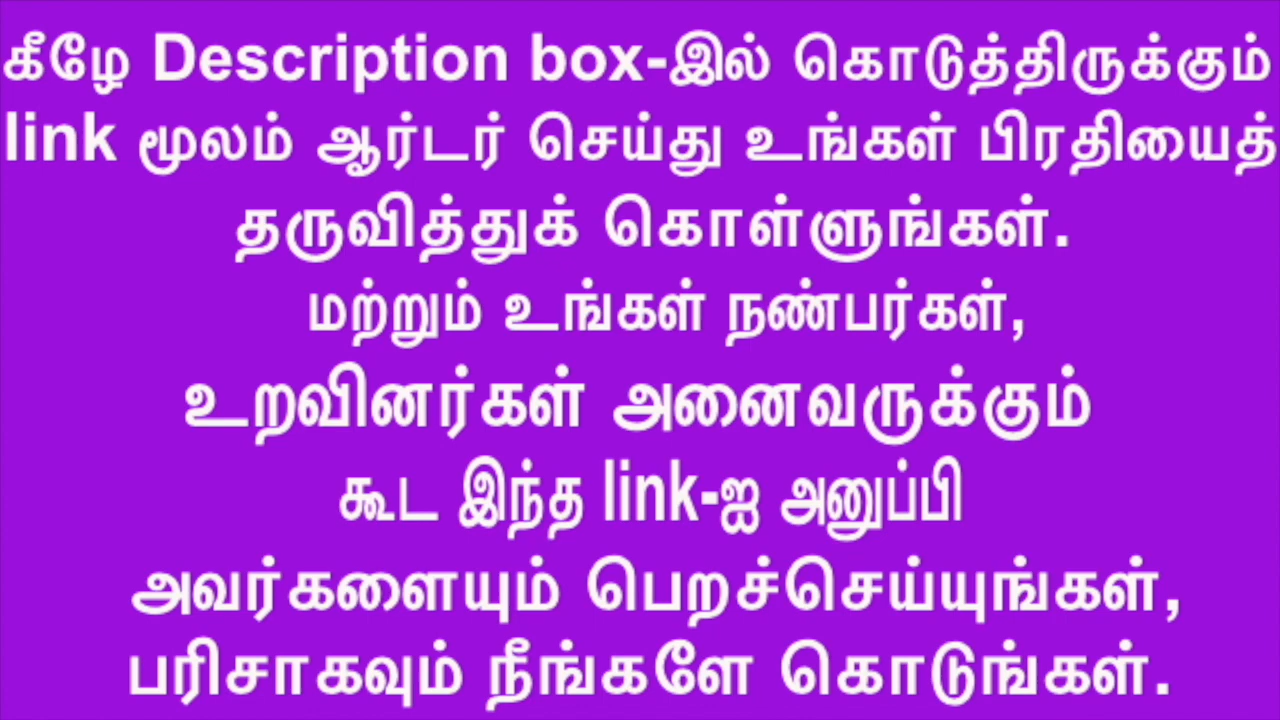 கீழே Description box-இல் கொடுத்திருக்கும்
link மூலம் ஆர்டர் செய்து உங்கள் பிரதியைத்
தருவித்துக் கொள்ளுங்கள்.
மற்றும் உங்கள் நண்பர்கள்,
உறவினர்கள் அனைவருக்கும்
கூட இந்த link-ஐ அனுப்பி
அவர்களையும் பெறச்செய்யுங்கள்,
பரிசாகவும் நீங்களே கொடுங்கள்.